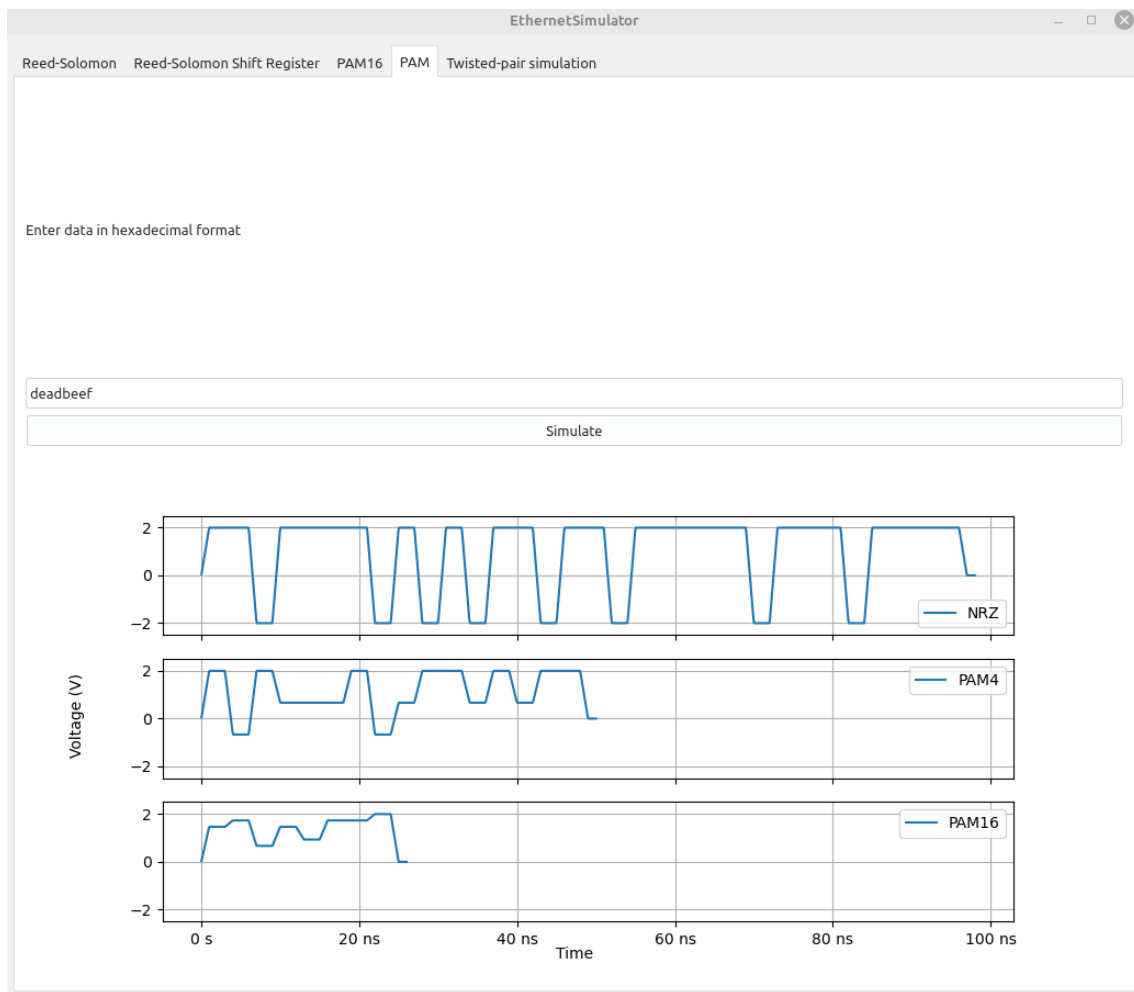 EthernetSimulator
Reed-Solomon Reed-Solomon Shift Register PAM16 PAM Twisted-pair simulation
Enter data in hexadecimal format
deadbeef
Simulate
2
0
−2
NRZ
Voltage (V)
2
0
−2
PAM4
2
0
−2
PAM16
0 s 20 ns 40 ns 60 ns 80 ns 100 ns
Time